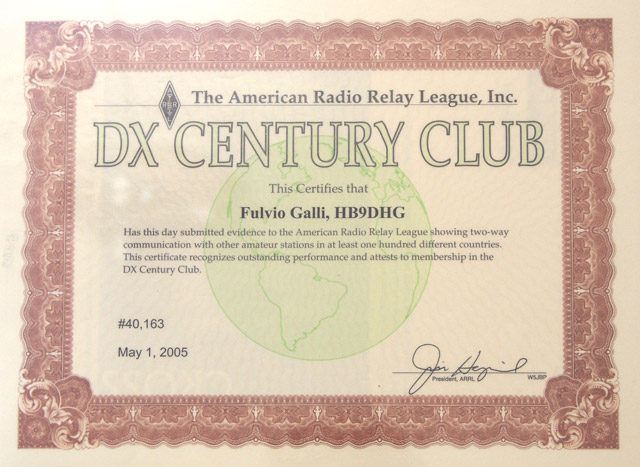 The American Radio Relay League, Inc.
DX CENTURY CLUB
This Certifies that
Fulvio Galli, HB9DHG
Has this day submitted evidence to the American Radio Relay League showing two-way
communication with other amateur stations in at least one hundred different countries.
This certificate recognizes outstanding performance and attests to membership in the
DX Century Club.
#40,163
May 1, 2005
President, ARRL W5JBP